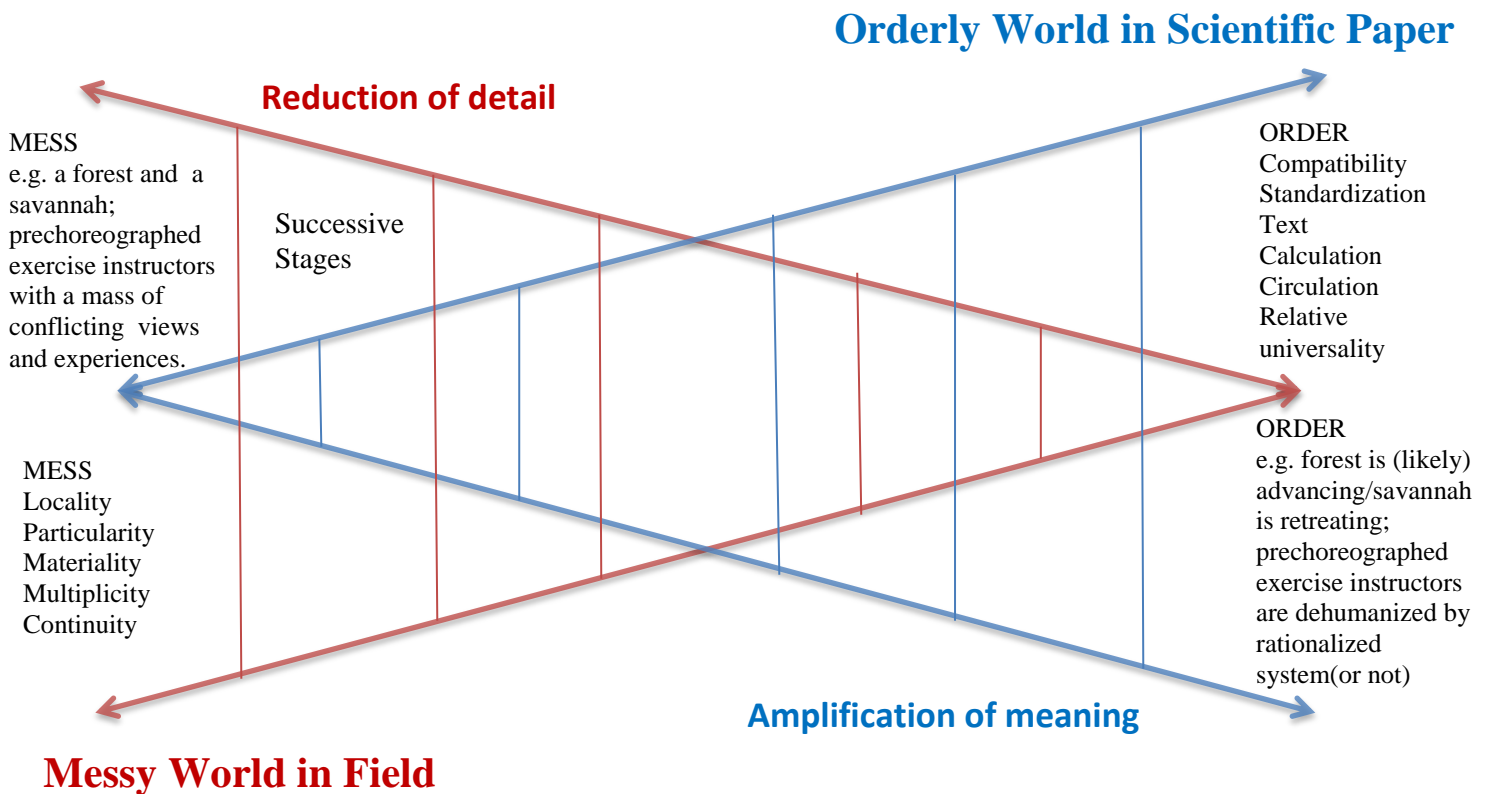 Orderly World in Scientific Paper
Reduction of detail
MESS
e.g. a forest and a
savannah;
prechoreographed
exercise instructors
with a mass of
conflicting views
and experiences.
Successive
Stages
ORDER
Compatibility
Standardization
Text
Calculation
Circulation
Relative
universality
MESS
Locality
Particularity
Materiality
Multiplicity
Continuity
ORDER
e.g. forest is (likely)
advancing/savannah
is retreating;
prechoreographed
exercise instructors
are dehumanized by
rationalized
system(or not)
Amplification of meaning
Messy World in Field